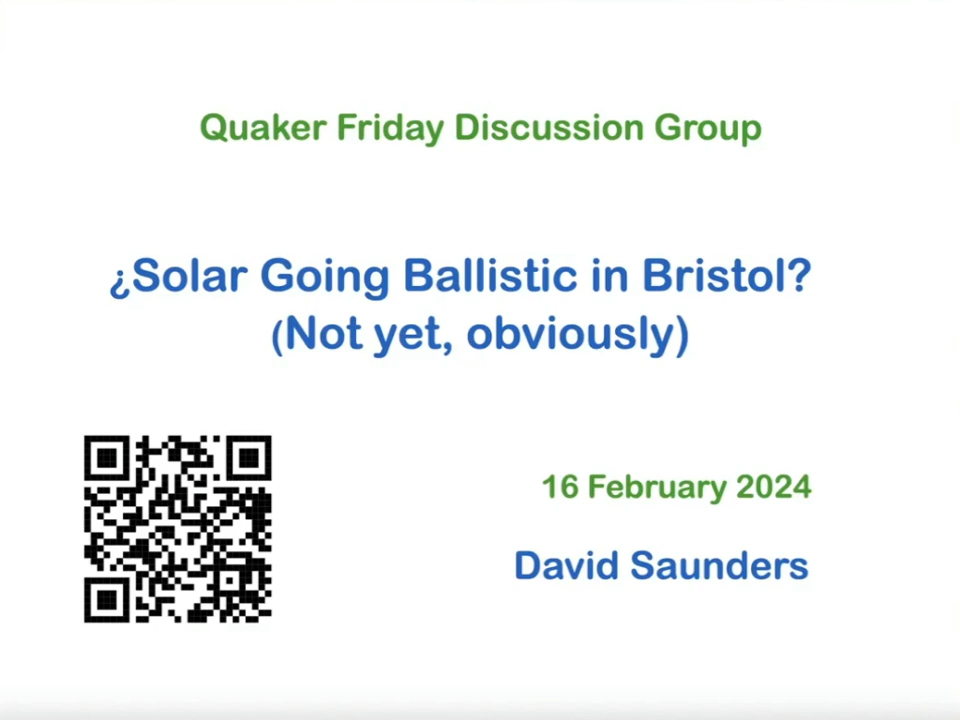 Quaker Friday Discussion Group
¿Solar Going Ballistic in Bristol?
(Not yet, obviously)
16 February 2024
David Saunders